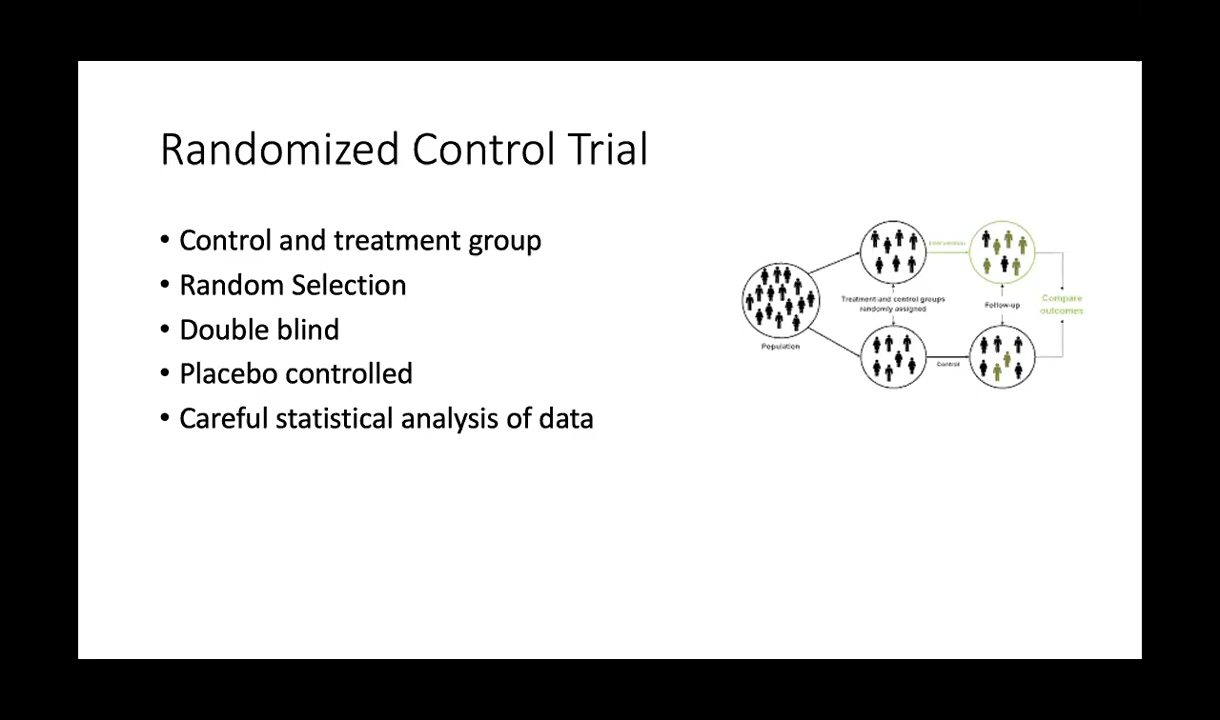 Randomized Control Trial
• Control and treatment group
• Random Selection
• Double blind
• Placebo controlled
• Careful statistical analysis of data
Population
Treatment and control groups
randomly assigned
Intervention
Control
Follow-up
Compare
outcomes